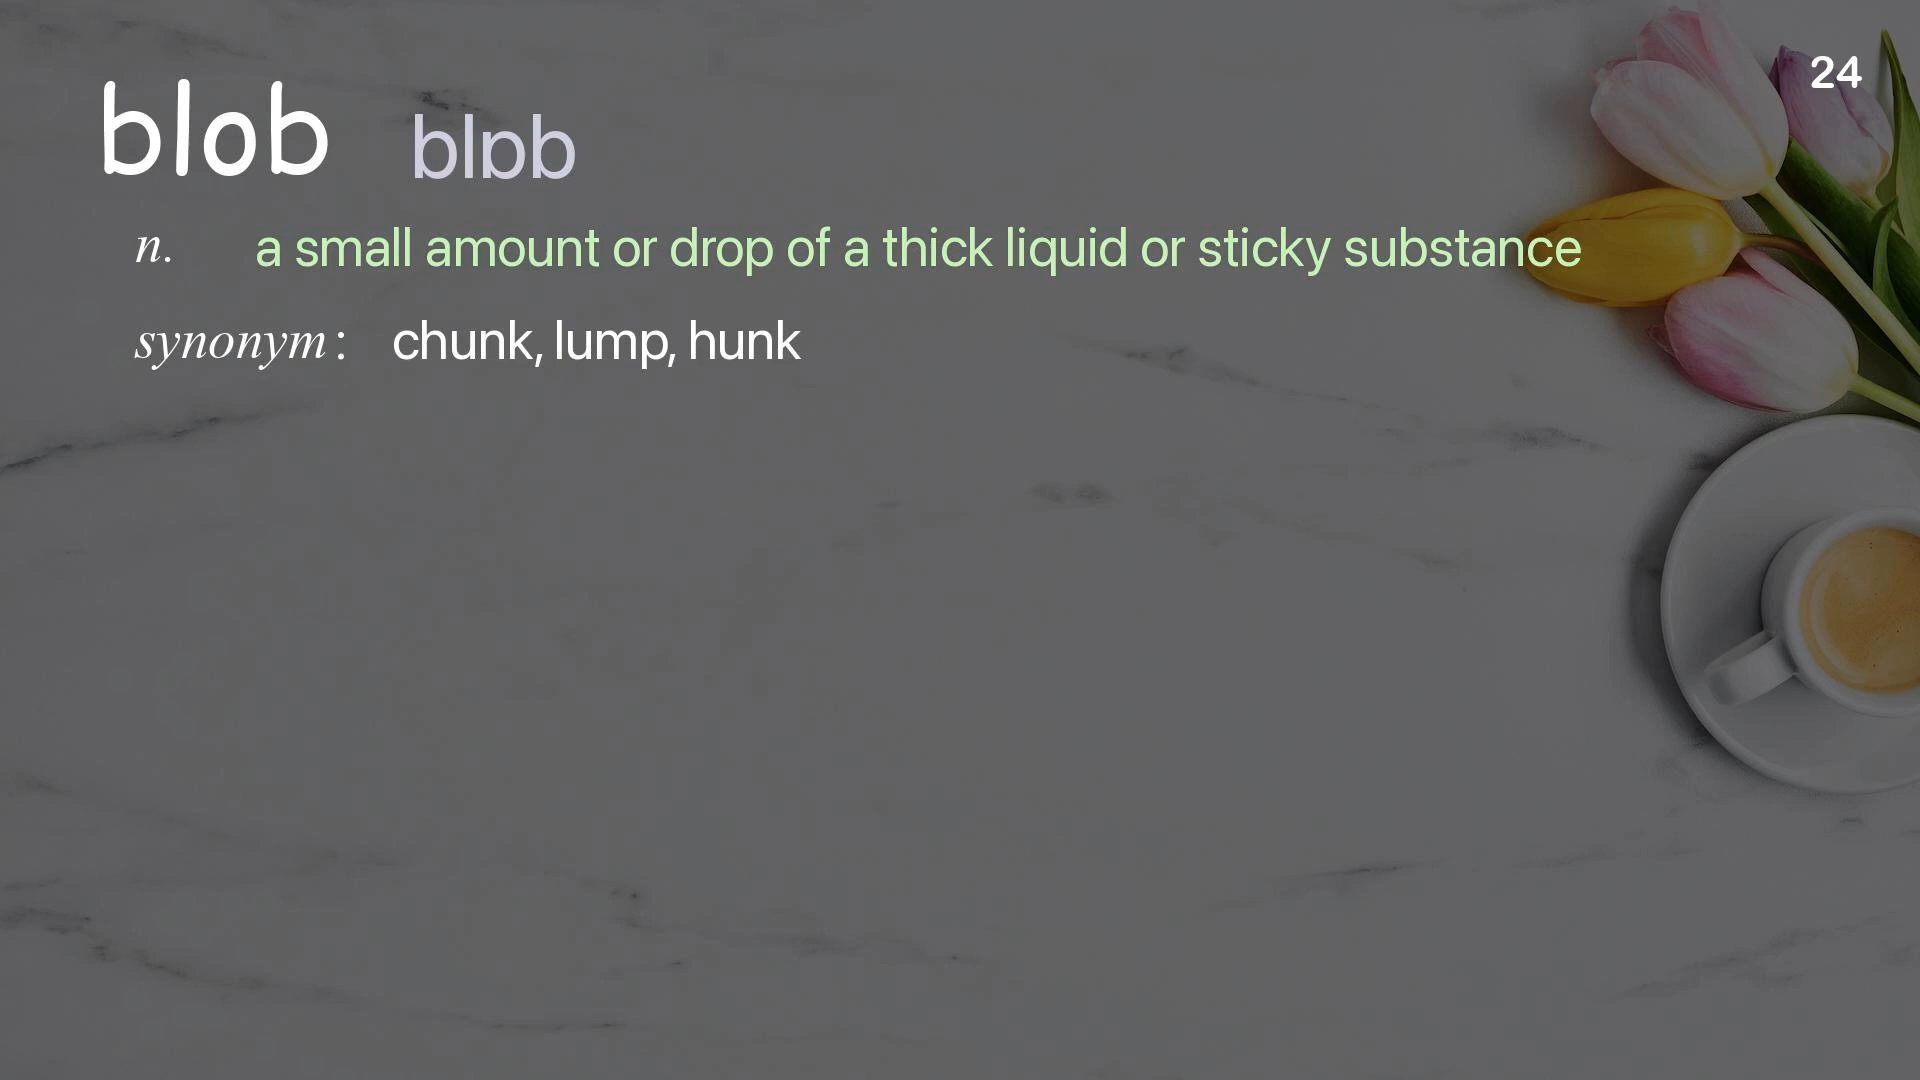 24
blob blɒb
n. a small amount or drop of a thick liquid or sticky substance
synonym : chunk, lump, hunk